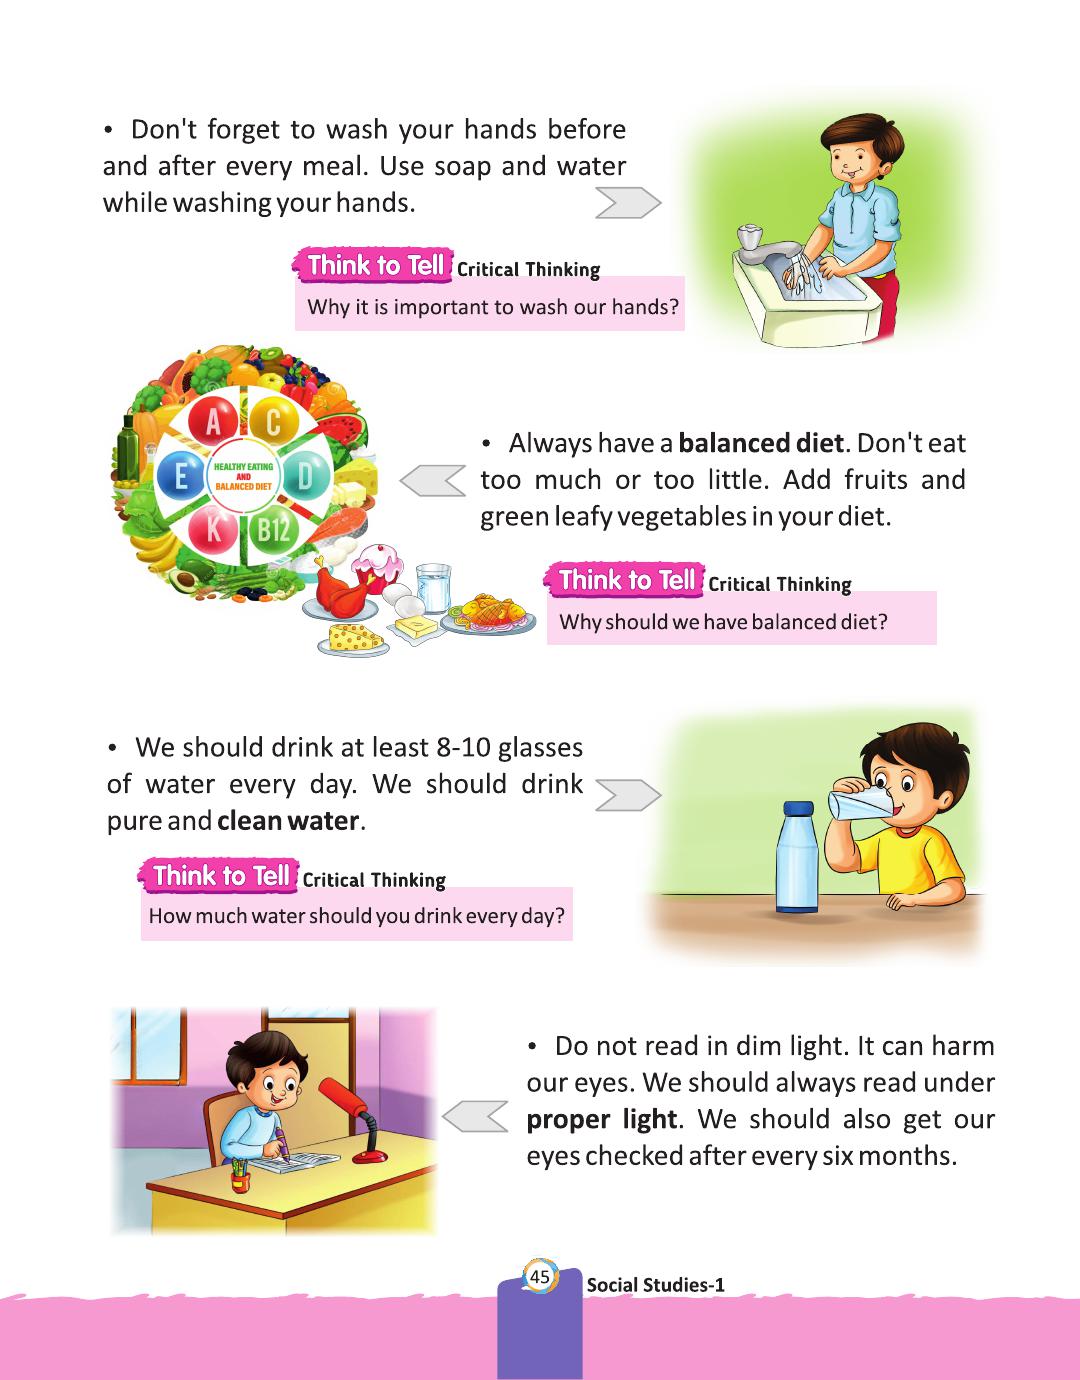 • Don't forget to wash your hands before
and after every meal. Use soap and water
while washing your hands.
Think to Tell Critical Thinking
Why it is important to wash our hands?
A
C
E
HEALTHY EATING
AND
BALANCED DIET
D
K
B12
• Always have a balanced diet. Don't eat
too much or too little. Add fruits and
green leafy vegetables in your diet.
Think to Tell Critical Thinking
Why should we have balanced diet?
• We should drink at least 8-10 glasses
of water every day. We should drink
pure and clean water.
Think to Tell Critical Thinking
How much water should you drink every day?
• Do not read in dim light. It can harm
our eyes. We should always read under
proper light. We should also get our
eyes checked after every six months.
45
Social Studies-1